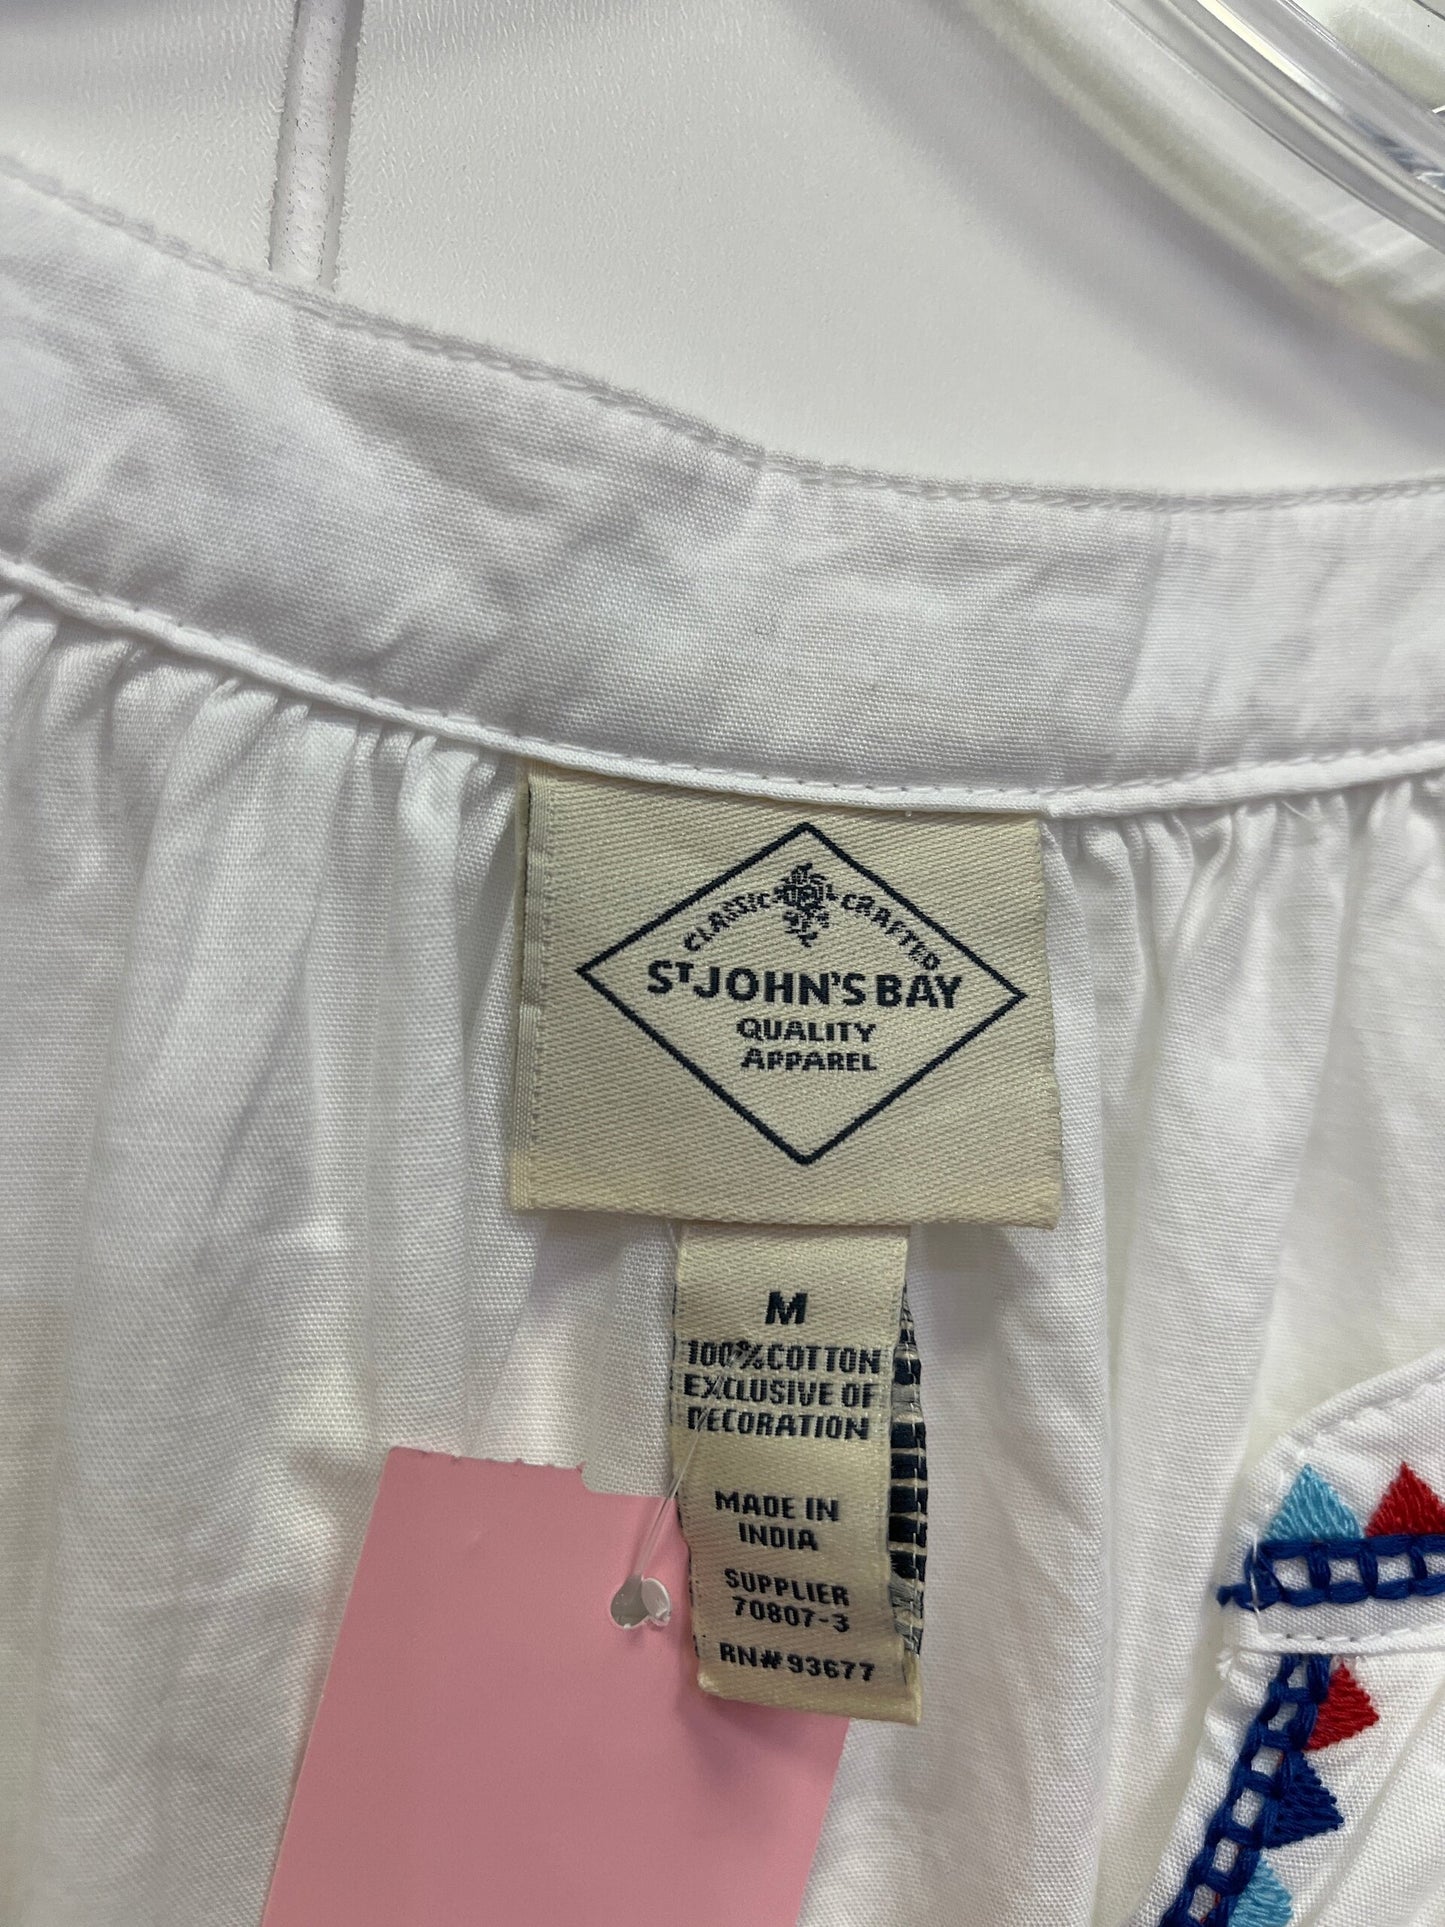 CLASSIC CRAFTED
ST JOHN'S BAY
QUALITY
APPAREL
M
100% COTTON
EXCLUSIVE OF
DECORATION
MADE IN
INDIA
SUPPLIER
70807-3
RN# 93677